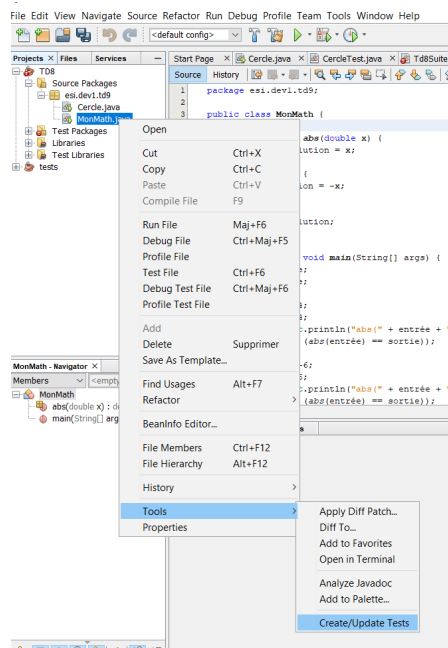 File Edit View Navigate Source Refactor Run Debug Profile Team Tools Window Help
<default config>
Projects × Files Services
TD8
Source Packages
esi.dev1.td9
Cercle.java
MonMath.java
Test Packages
Libraries
Test Libraries
tests
Start Page × Cercle.java × CercleTest.java × Td8Suite
Source History
1 package esi.dev1.td9;
2
3 public class MonMath {
abs(double x) {
lution = x;
{
ion = -x;
lution;
void main(String[] args) {
.println("abs(" + entrée + "
(abs(entrée) == sortie));
-6;
.println("abs(" + entrée + "
(abs(entrée) == sortie));
Open
Cut Ctrl+X
Copy Ctrl+C
Paste Ctrl+V
Compile File F9
Run File Maj+F6
Debug File Ctrl+Maj+F5
Profile File
Test File Ctrl+F6
Debug Test File Ctrl+Maj+F6
Profile Test File
Add
Delete Supprimer
Save As Template...
Find Usages Alt+F7
Refactor >
BeanInfo Editor...
File Members Ctrl+F12
File Hierarchy Alt+F12
History >
Tools >
Properties
MonMath - Navigator ×
Members <empty
MonMath
abs(double x) : d
main(String[] arg
Apply Diff Patch...
Diff To...
Add to Favorites
Open in Terminal
Analyze Javadoc
Add to Palette...
Create/Update Tests